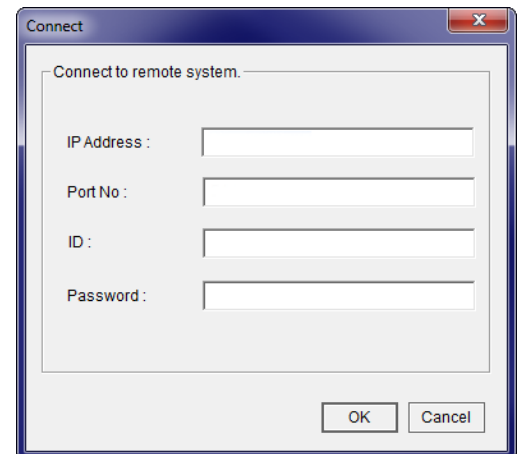 Connect
Connect to remote system.
IP Address :
Port No :
ID :
Password :
OK Cancel